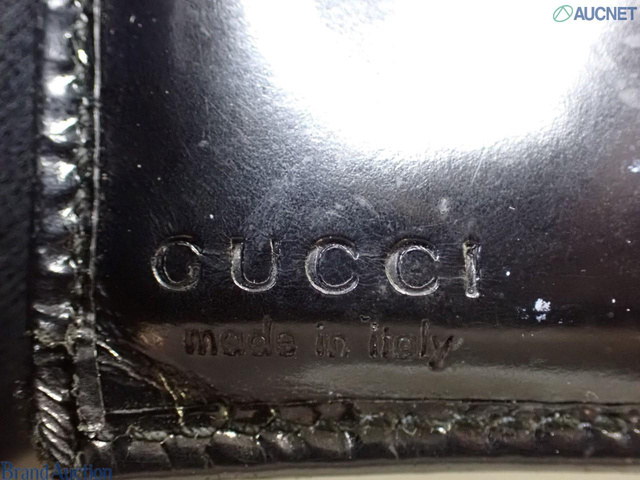 AUCNET
GUCCI
made in italy
Brand Auction